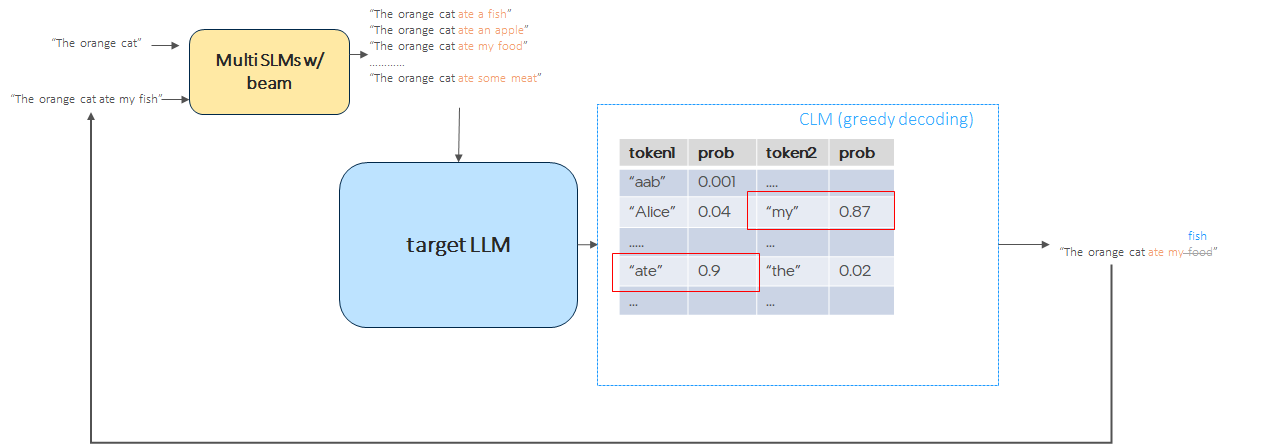 “The orange cat”
“The orange cat ate my fish”
Multi SLMs w/
beam
“The orange cat ate a fish”
“The orange cat ate an apple”
“The orange cat ate my food”
............
“The orange cat ate some meat”
target LLM
CLM (greedy decoding)
token1 prob token2 prob
“aab” 0.001 ....
“Alice” 0.04 “my” 0.87
..... ...
“ate” 0.9 “the” 0.02
... ...
fish
“The orange cat ate my food”